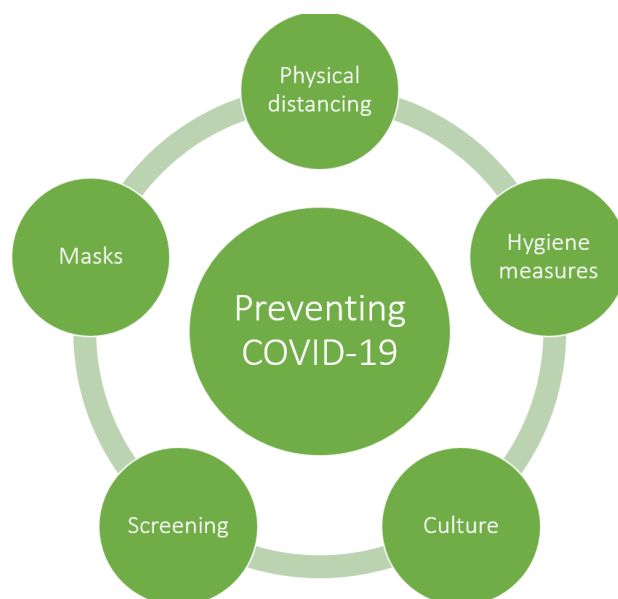 Physical
distancing
Hygiene
measures
Culture
Screening
Masks
Preventing
COVID-19